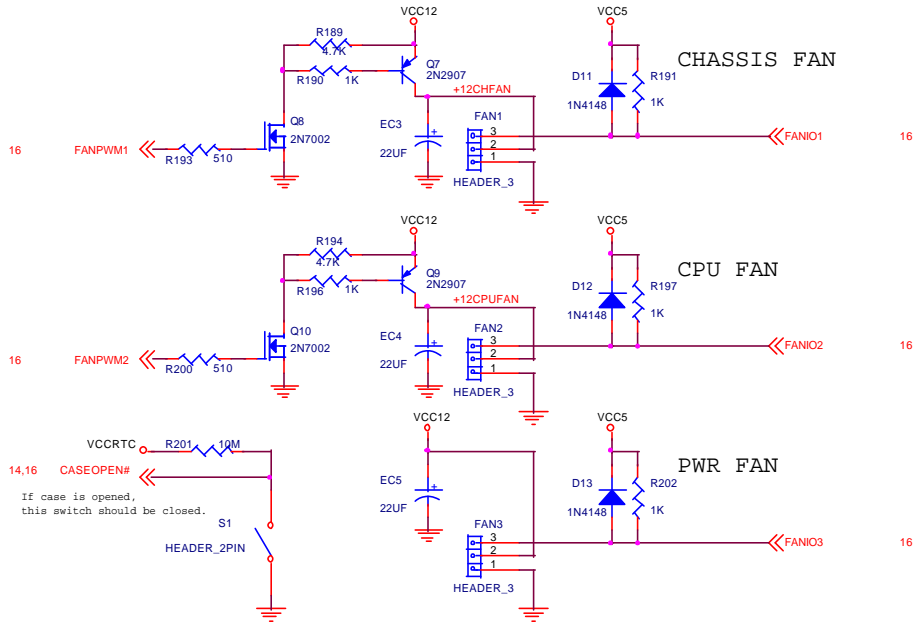 VCC12
VCC5
R189
4.7K
CHASSIS FAN
Q7
2N2907
R190
1K
D11
R191
+12CHFAN
1N4148
1K
Q8
2N7002
EC3
22UF
FAN1
3
2
1
HEADER_3
16
FANPWM1
R193
510
FANIO1
16
VCC12
VCC5
R194
4.7K
CPU FAN
Q9
2N2907
R196
1K
D12
R197
+12CPUFAN
1N4148
1K
Q10
2N7002
EC4
22UF
FAN2
3
2
1
HEADER_3
16
FANPWM2
R200
510
FANIO2
16
VCC12
VCC5
VCCRTC
R201
10M
PWR FAN
14,16
CASEOPEN#
If case is opened,
this switch should be closed.
EC5
22UF
D13
R202
1N4148
1K
S1
HEADER_2PIN
FAN3
3
2
1
HEADER_3
FANIO3
16